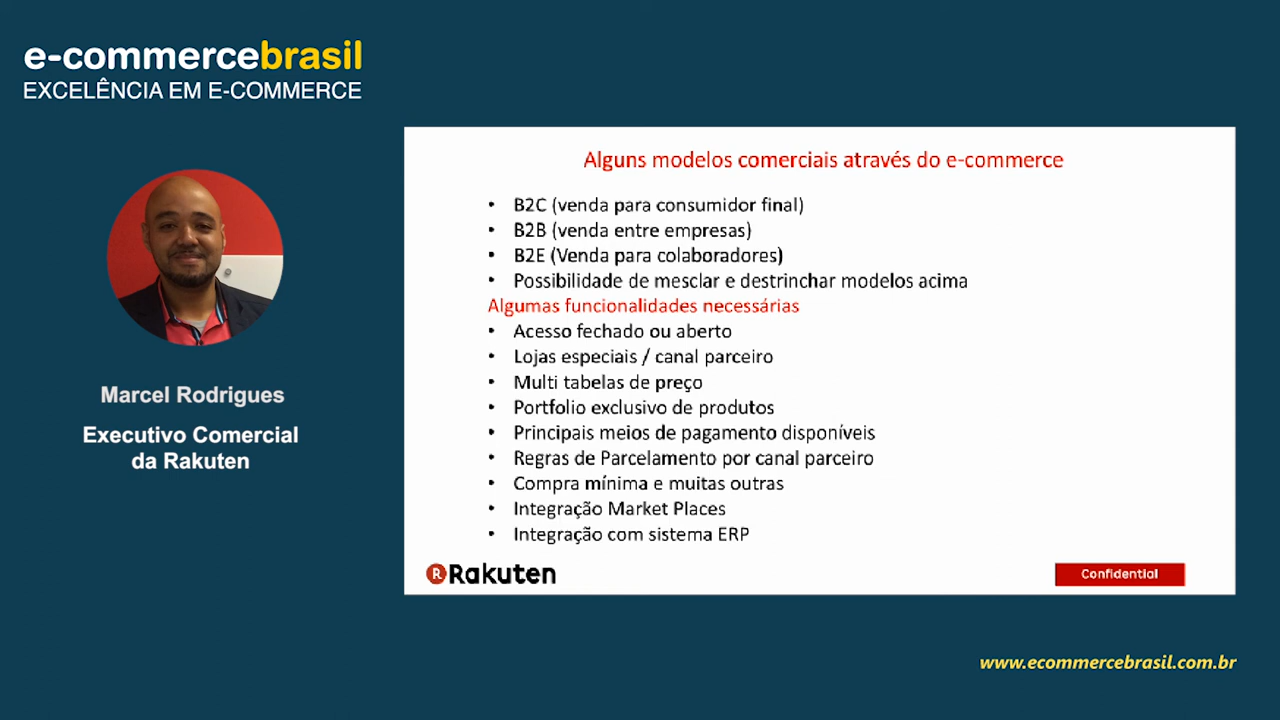 e-commercebrasil
EXCELÊNCIA EM E-COMMERCE
Marcel Rodrigues
Executivo Comercial
da Rakuten
Alguns modelos comerciais através do e-commerce
• B2C (venda para consumidor final)
• B2B (venda entre empresas)
• B2E (Venda para colaboradores)
• Possibilidade de mesclar e destrinchar modelos acima
Algumas funcionalidades necessárias
• Acesso fechado ou aberto
• Lojas especiais / canal parceiro
• Multi tabelas de preço
• Portfolio exclusivo de produtos
• Principais meios de pagamento disponíveis
• Regras de Parcelamento por canal parceiro
• Compra mínima e muitas outras
• Integração Market Places
• Integração com sistema ERP
R Rakuten
Confidential
www.ecommercebrasil.com.br